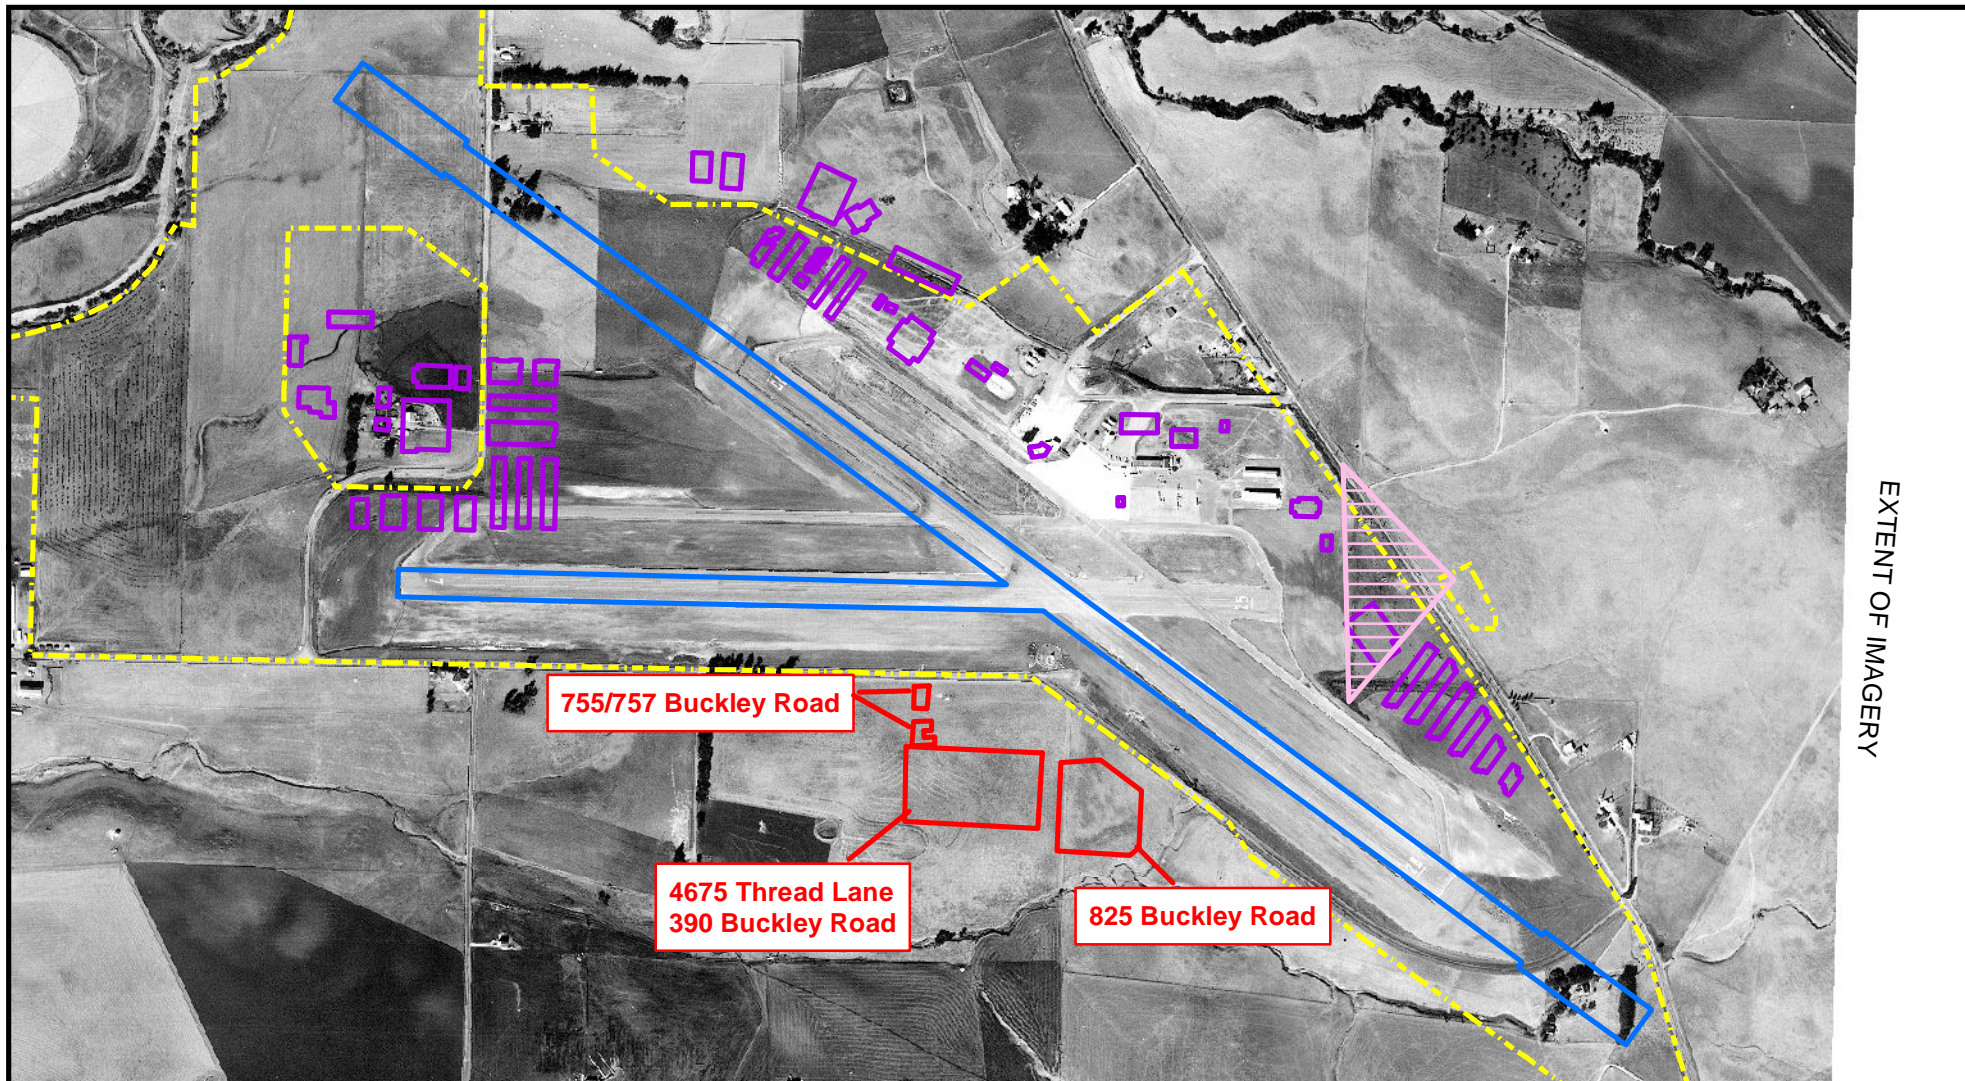 755/757 Buckley Road
4675 Thread Lane
390 Buckley Road
825 Buckley Road
EXTENT OF IMAGERY